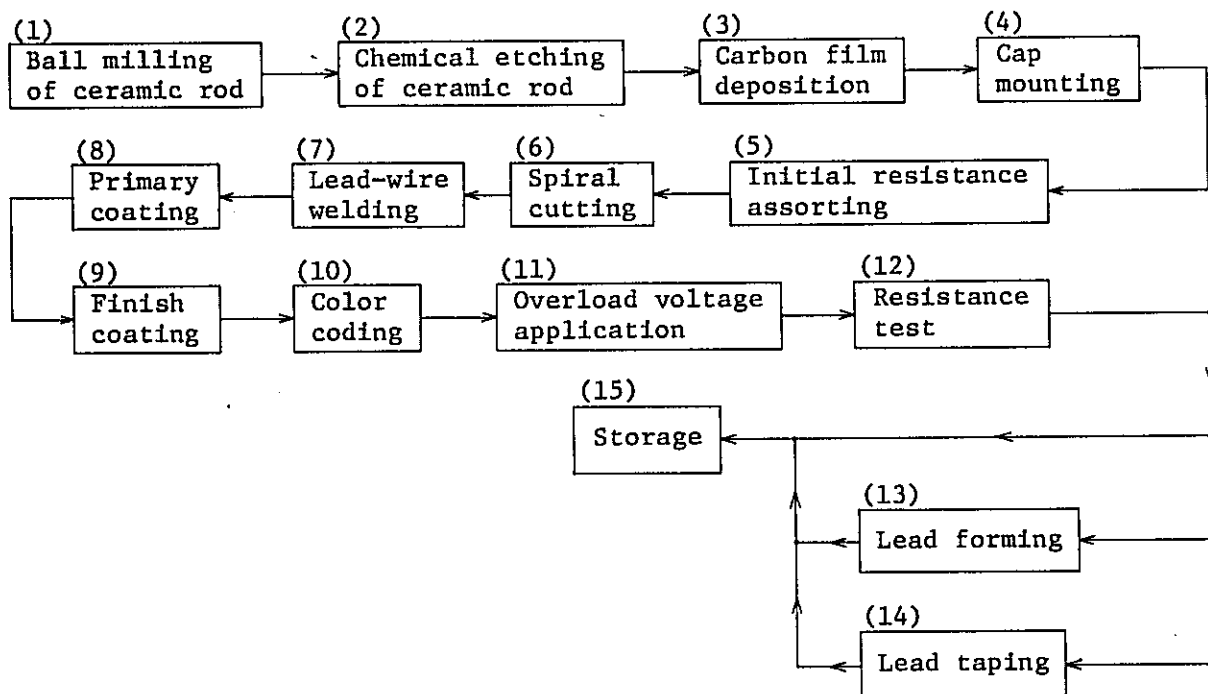 (1)
Ball milling
of ceramic rod
(2)
Chemical etching
of ceramic rod
(3)
Carbon film
deposition
(4)
Cap
mounting
(5)
Initial resistance
assorting
(6)
Spiral
cutting
(7)
Lead-wire
welding
(8)
Primary
coating
(9)
Finish
coating
(10)
Color
coding
(11)
Overload voltage
application
(12)
Resistance
test
(15)
Storage
(13)
Lead forming
(14)
Lead taping